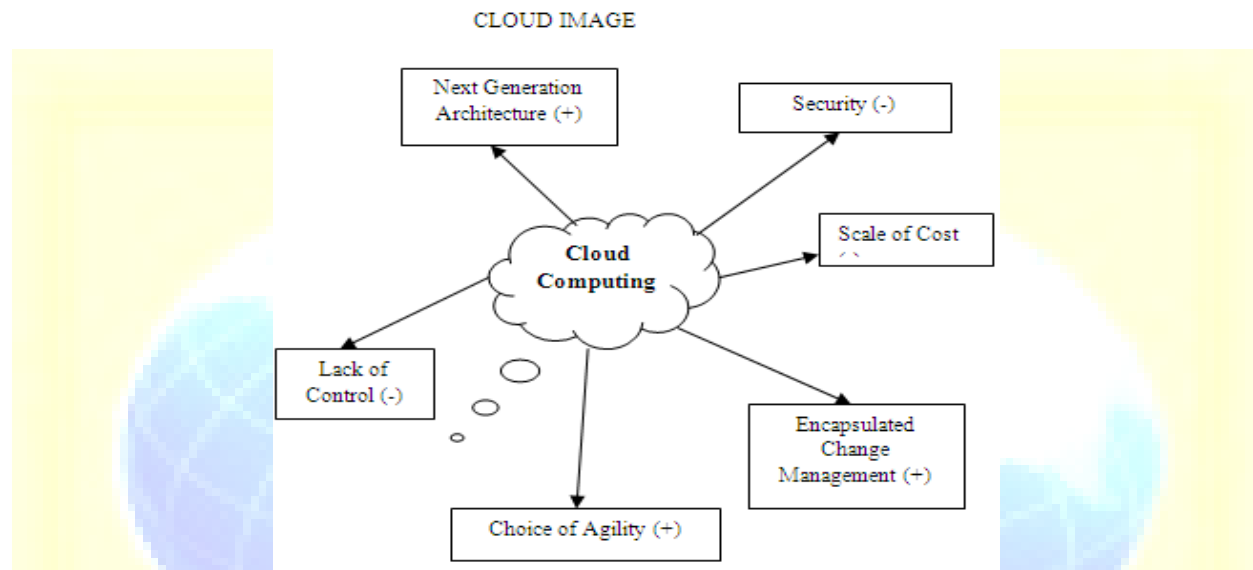 CLOUD IMAGE
Next Generation
Architecture (+)
Security (-)
Cloud
Computing
Scale of Cost
Lack of
Control (-)
Encapsulated
Change
Management (+)
Choice of Agility (+)